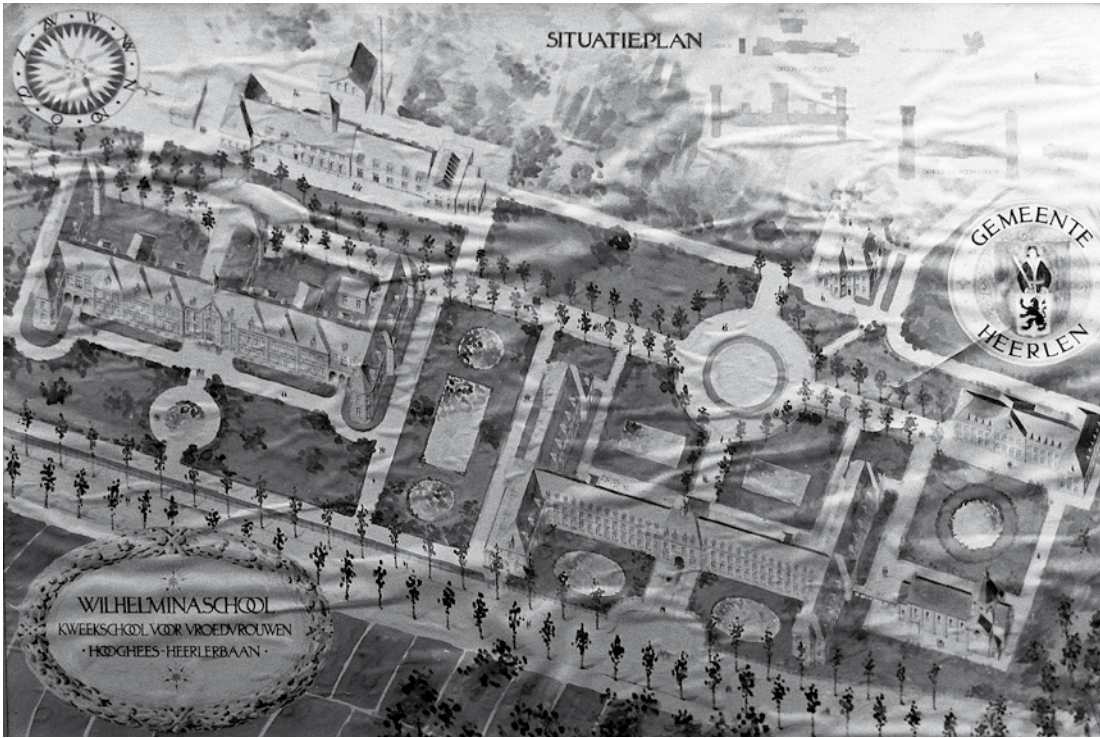 SITUATIEPLAN
GEMEENTE
HEERLEN
WILHELMINASCHOOL
KWEEKSCHOOL VOOR VROEDVROUWEN
· HOOGHEES-HEERLERBAAN ·